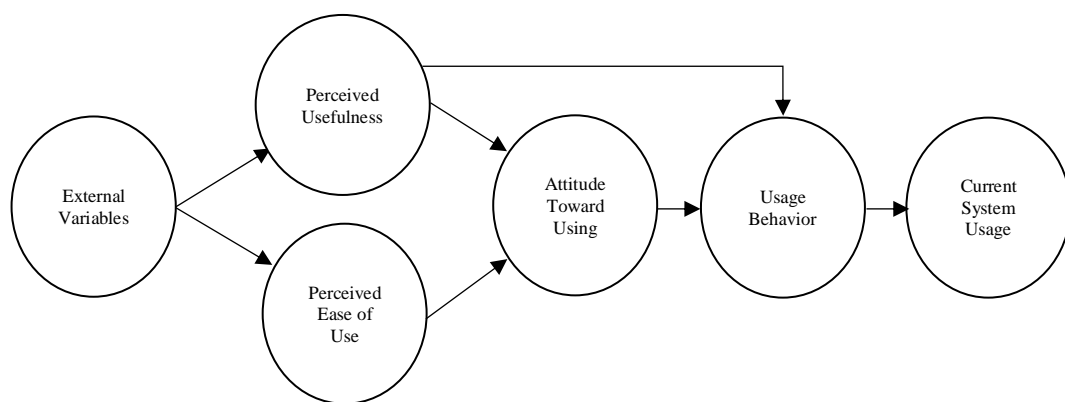 Perceived
Usefulness
External
Variables
Attitude
Toward
Using
Usage
Behavior
Current
System
Usage
Perceived
Ease of
Use